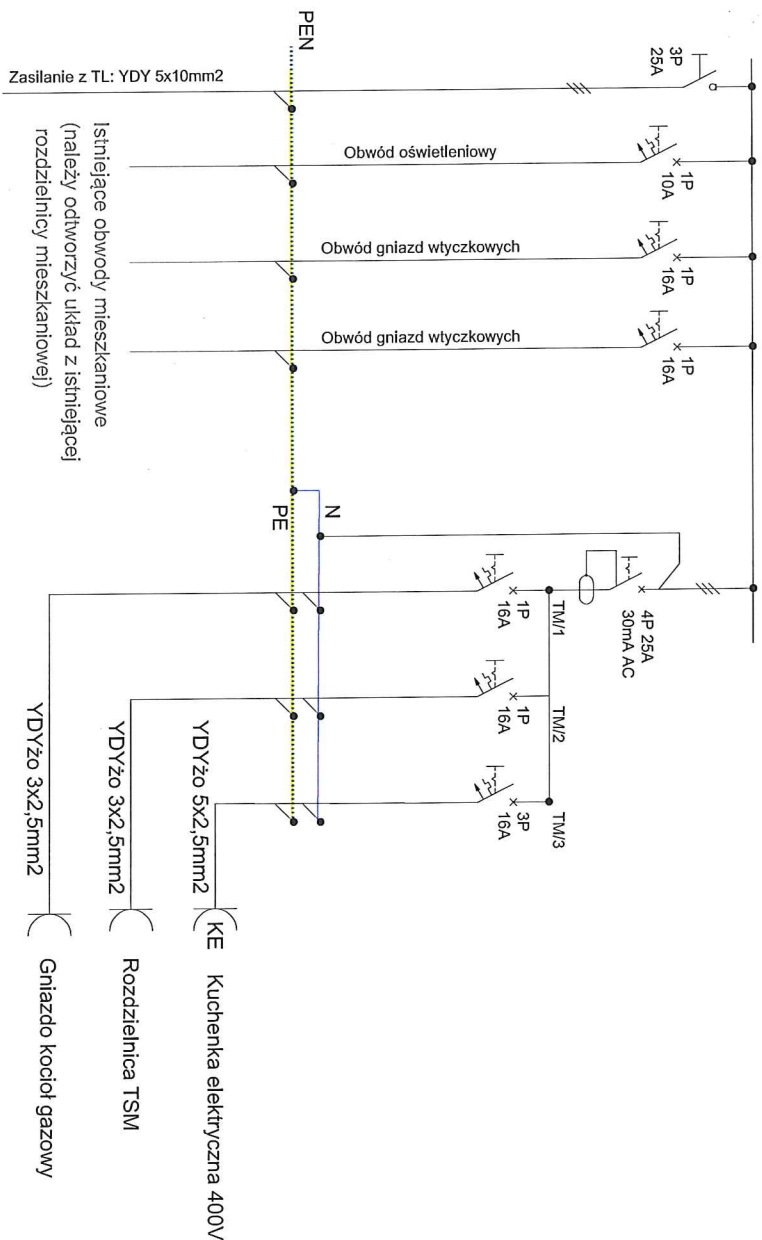 Zasilanie z TL: YDY 5x10mm2
PEN
3P
25A
Obwód oświetleniowy
1P
10A
Obwód gniazd wtyczkowych
1P
16A
Obwód gniazd wtyczkowych
1P
16A
Istniejące obwody mieszkaniowe
(należy odtworzyć układ z istniejącej
rozdzielnicy mieszkaniowej)
N
PE
4P 25A
30mA AC
TM/1
1P
16A
TM/2
1P
16A
TM/3
3P
16A
YDYżo 5x2,5mm2
KE Kuchenka elektryczna 400V
YDYżo 3x2,5mm2
Rozdzielnica TSM
YDYżo 3x2,5mm2
Gniazdo kocioł gazowy